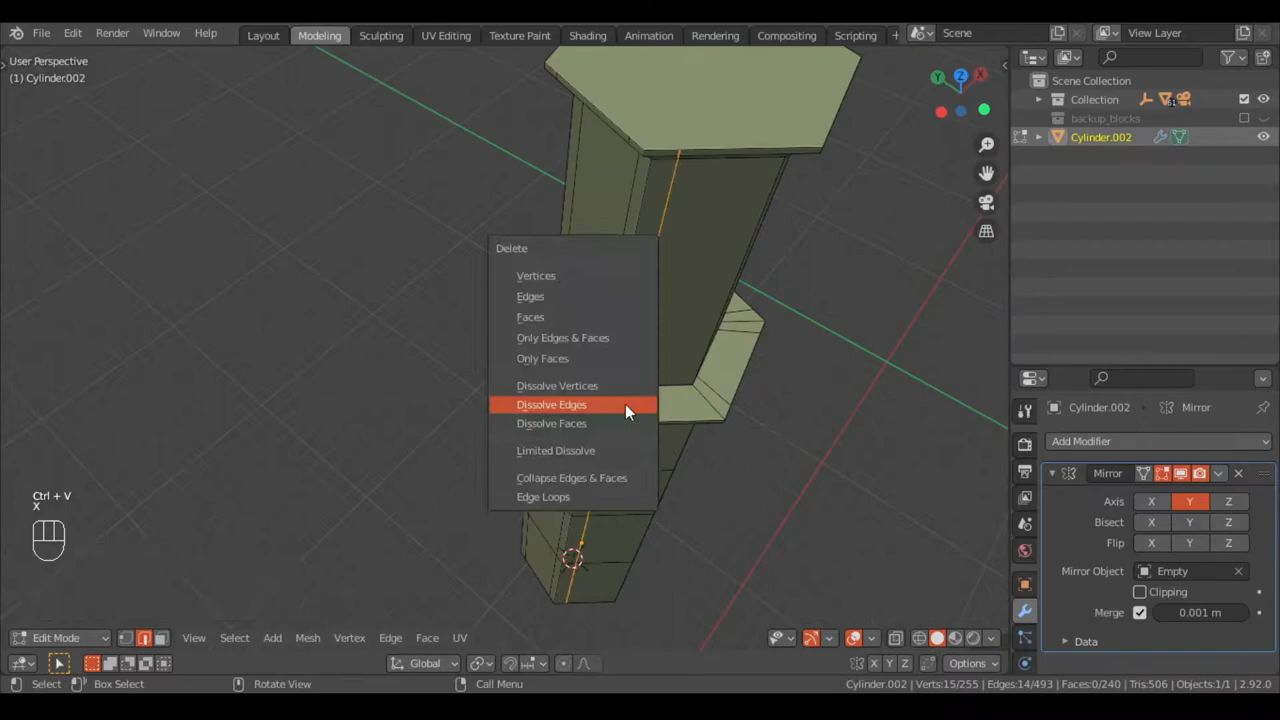 File Edit Render Window Help Layout Modeling Sculpting UV Editing Texture Paint Shading Animation Rendering Compositing Scripting + Scene View Layer
User Perspective
(1) Cylinder.002
Y Z X
Scene Collection
Collection 51
backup_blocks
Cylinder.002
Delete
Vertices
Edges
Faces
Only Edges & Faces
Only Faces
Dissolve Vertices
Dissolve Edges
Dissolve Faces
Limited Dissolve
Collapse Edges & Faces
Edge Loops
Ctrl + V
X
Cylinder.002 Mirror
Add Modifier
Mirror
Axis X Y Z
Bisect X Y Z
Flip X Y Z
Mirror Object Empty
Clipping
Merge 0.001 m
Data
Edit Mode View Select Add Mesh Vertex Edge Face UV
Global X Y Z Options
Select Box Select Rotate View Call Menu Cylinder.002 | Verts:15/255 | Edges:14/493 | Faces:0/240 | Tris:506 | Objects:1/1 | 2.92.0